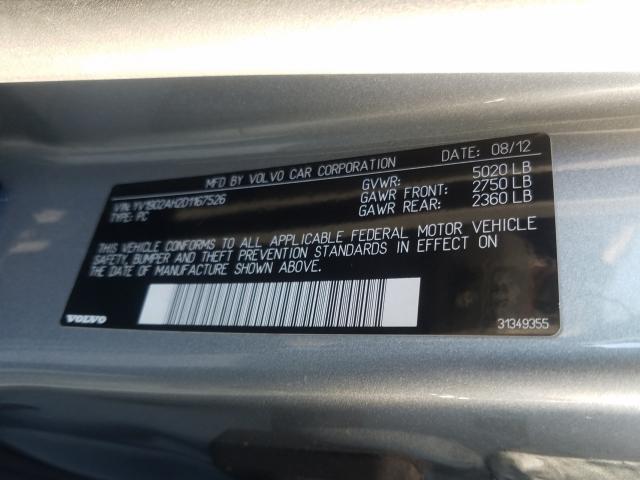 MFD BY VOLVO CAR CORPORATION DATE: 08/12
VIN: YV1902AH2D1167526 GVWR: 5020 LB
TYPE: PC GAWR FRONT: 2750 LB
GAWR REAR: 2360 LB
THIS VEHICLE CONFORMS TO ALL APPLICABLE FEDERAL MOTOR VEHICLE
SAFETY, BUMPER AND THEFT PREVENTION STANDARDS IN EFFECT ON
THE DATE OF MANUFACTURE SHOWN ABOVE.
VOLVO 31349355